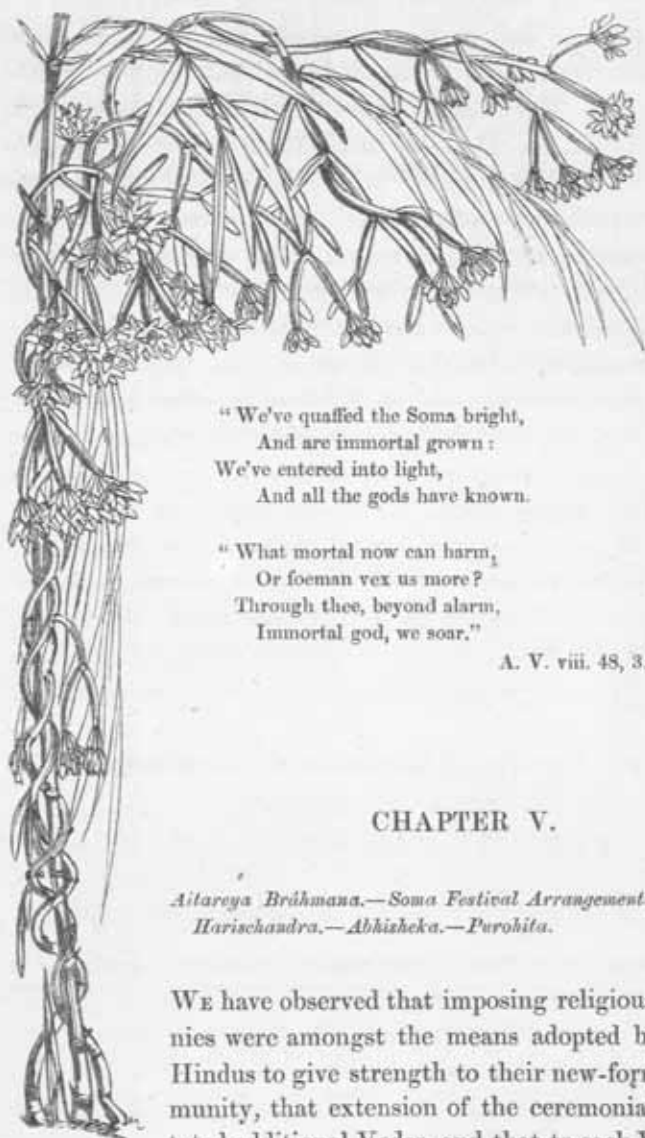 “ We've quaffed the Soma bright,
And are immortal grown :
We've entered into light,
And all the gods have known.
“ What mortal now can harm,
Or foeman vex us more ?
Through thee, beyond alarm,
Immortal god, we soar.”
A. V. viii. 48, 3.
CHAPTER V.
Aitareya Bráhmana.—Soma Festival Arrangement
Harischandra.—Abhisheka.—Purohita.
WE have observed that imposing religiou
nies were amongst the means adopted b
Hindus to give strength to their new-for
munity, that extension of the ceremonia